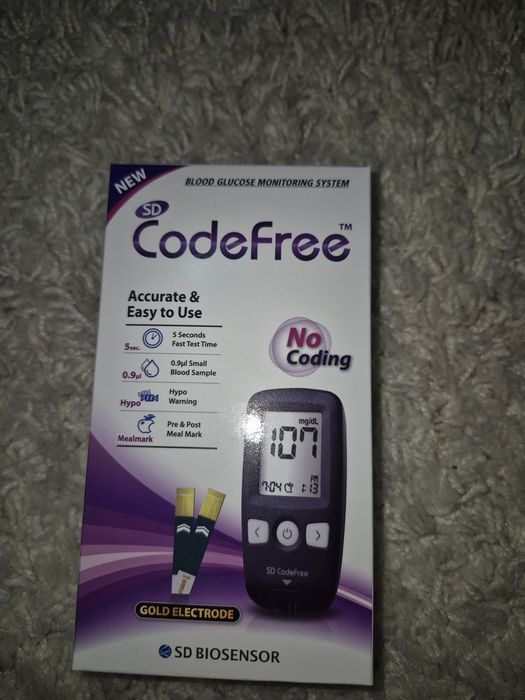 NEW
BLOOD GLUCOSE MONITORING SYSTEM
SD
CodeFree™
Accurate &
Easy to Use
5sec.
5 Seconds
Fast Test Time
0.9µl
0.9µl Small
Blood Sample
Hypo
Hypo
Warning
Mealmark
Pre & Post
Meal Mark
No
Coding
mg/dL
107
PM
7:04
SD CodeFree
GOLD ELECTRODE
SD BIOSENSOR